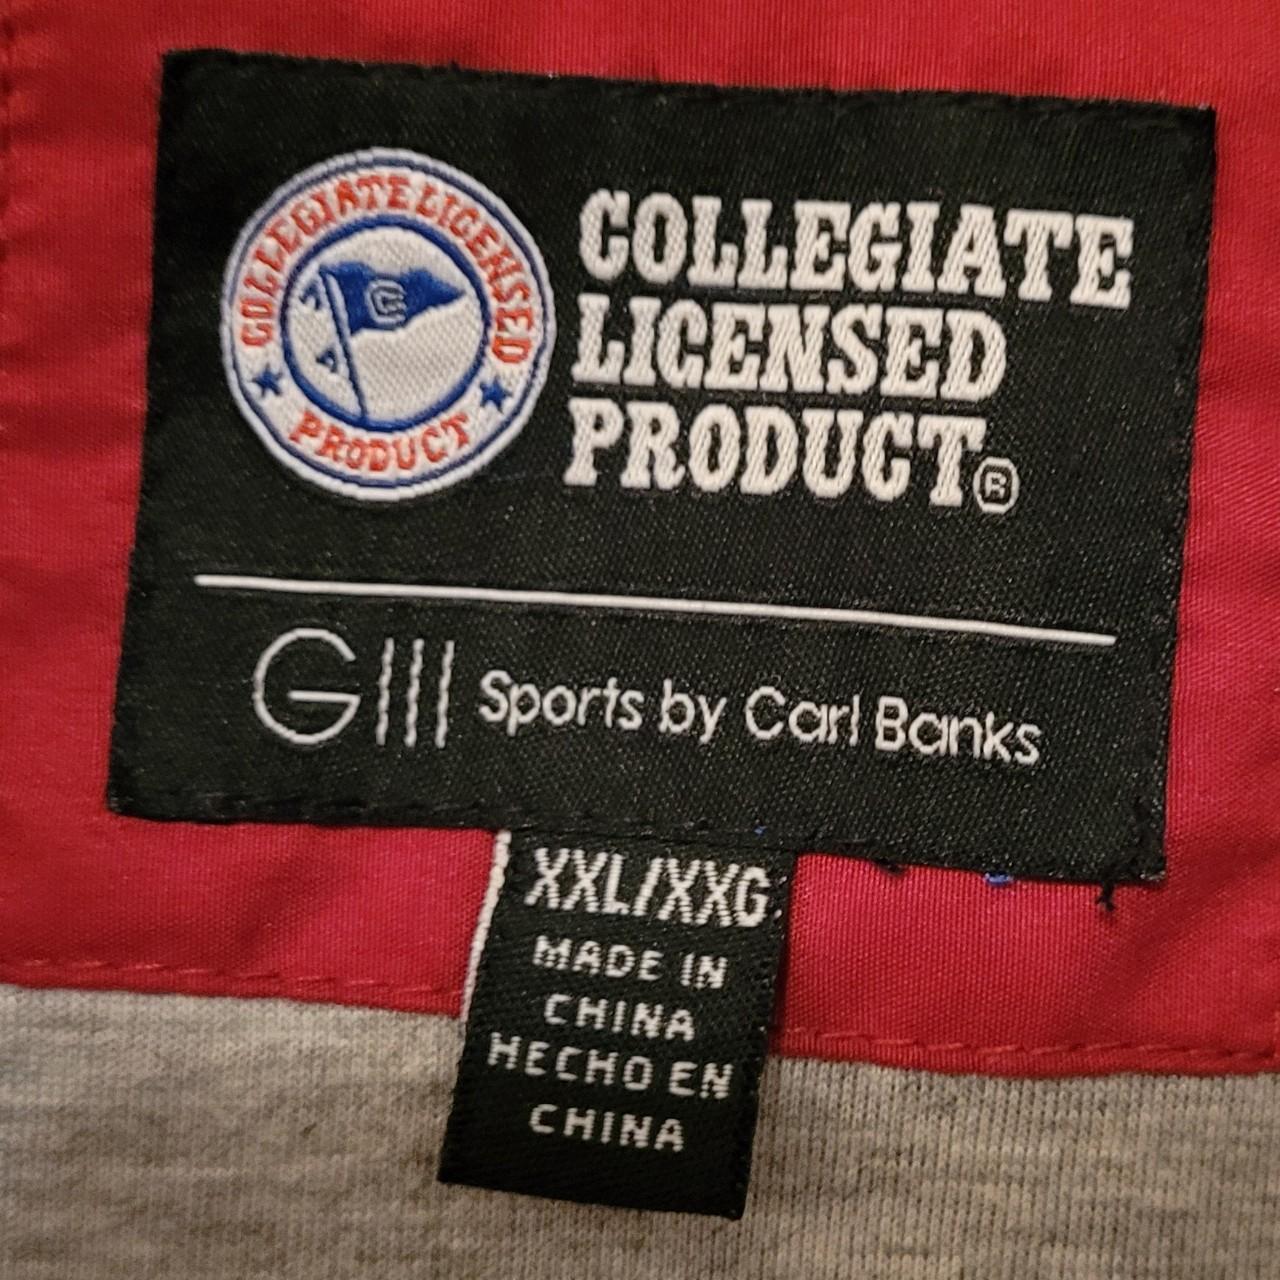 COLLEGIATE LICENSED
PRODUCT
COLLEGIATE
LICENSED
PRODUCT®
GIII Sports by Carl Banks
XXL/XXG
MADE IN
CHINA
HECHO EN
CHINA